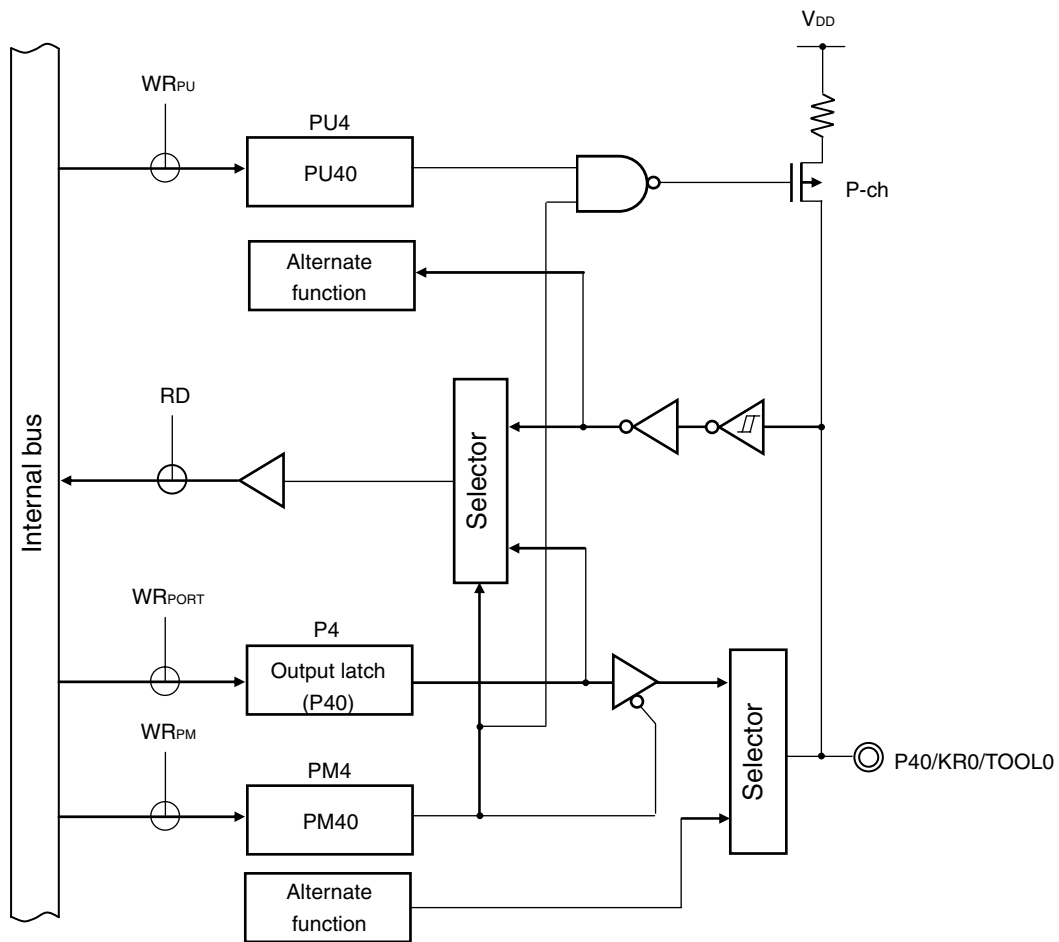 VDD
WRPU
PU4
PU40
P-ch
Alternate
function
RD
Selector
Internal bus
WRPORT
P4
Output latch
(P40)
WRPM
PM4
PM40
Selector
P40/KR0/TOOL0
Alternate
function